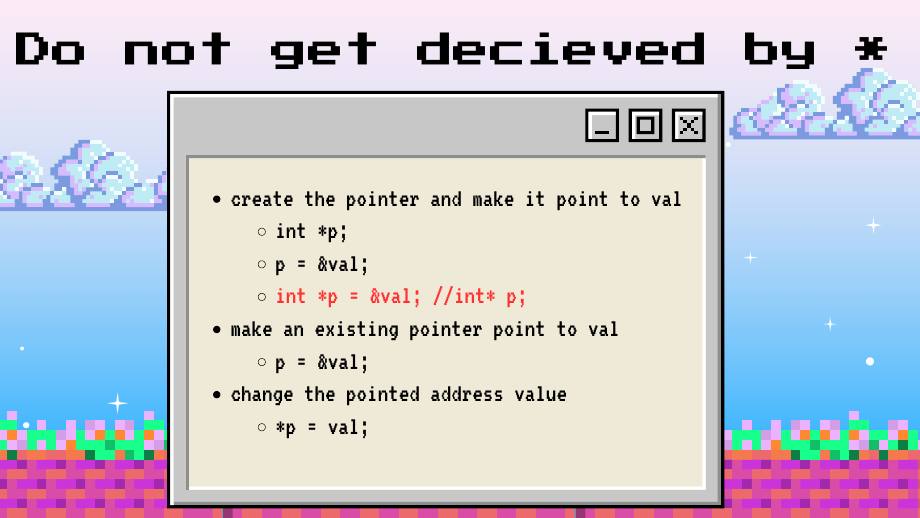 Do not get decieved by *
• create the pointer and make it point to val
○ int *p;
○ p = &val;
○ int *p = &val; //int* p;
• make an existing pointer point to val
○ p = &val;
• change the pointed address value
○ *p = val;